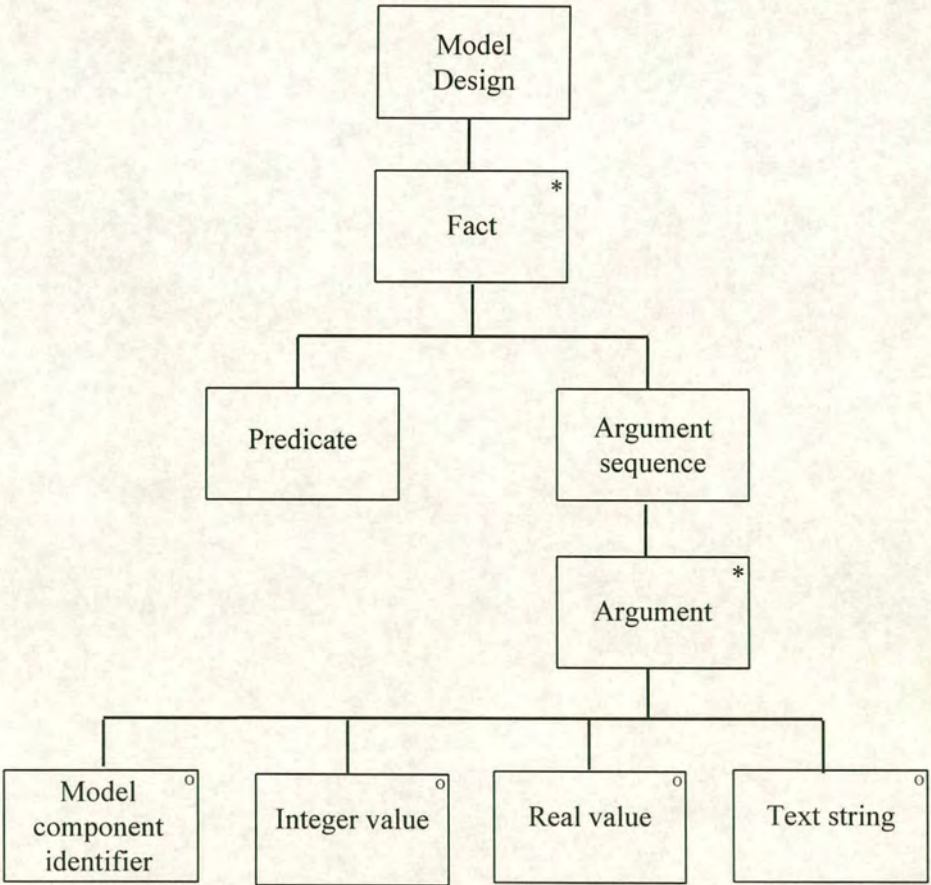 Model
Design
*
Fact
Predicate
Argument
sequence
*
Argument
o
Model
component
identifier
o
Integer value
o
Real value
o
Text string